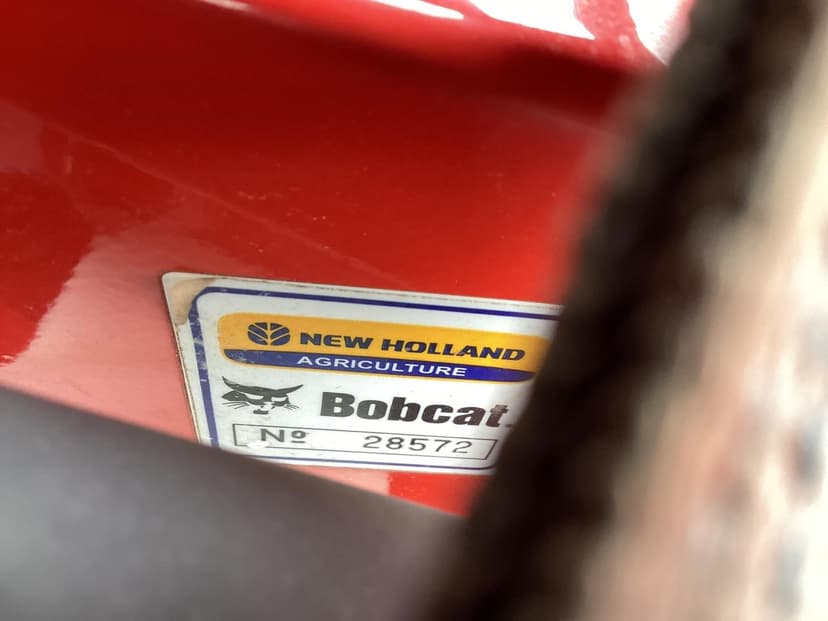 NEW HOLLAND
AGRICULTURE
Bobcat.
Nº 28572